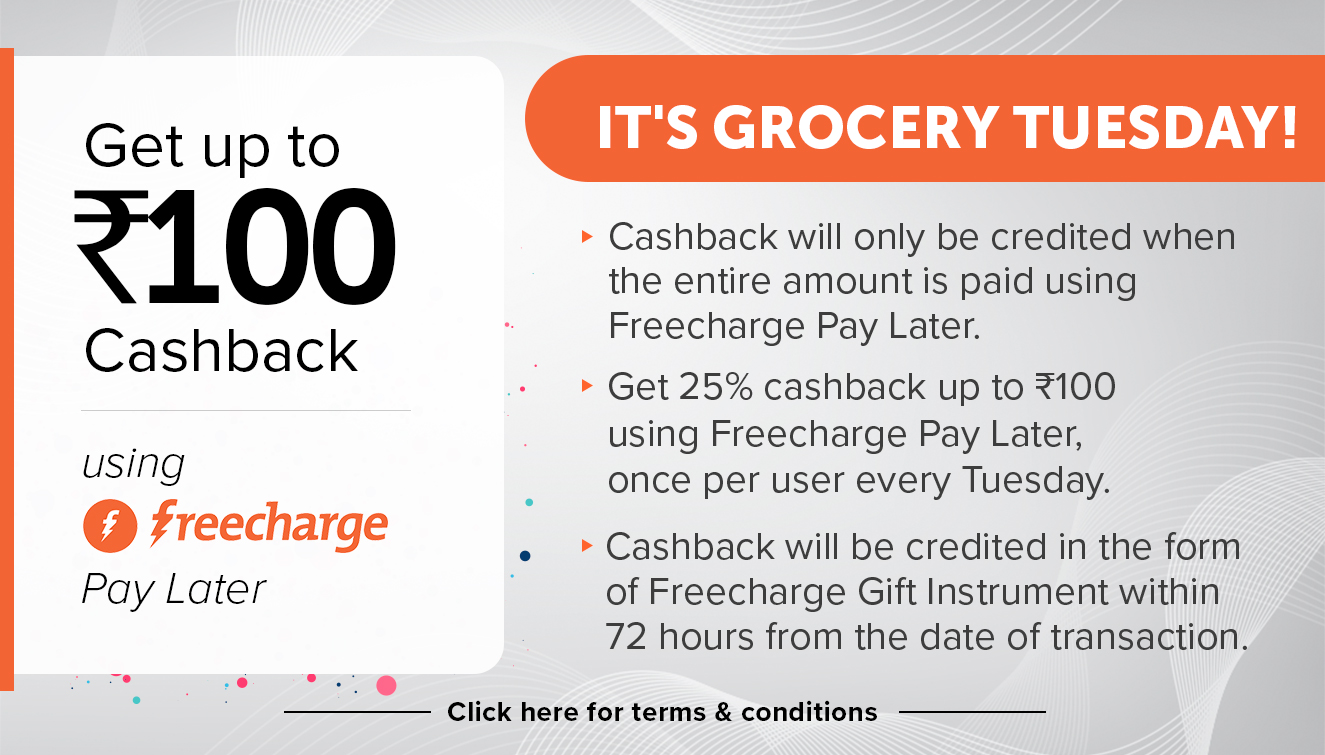 Get up to
₹100
Cashback
using
freecharge
Pay Later
IT'S GROCERY TUESDAY!
Cashback will only be credited when
the entire amount is paid using
Freecharge Pay Later.
Get 25% cashback up to ₹100
using Freecharge Pay Later,
once per user every Tuesday.
Cashback will be credited in the form
of Freecharge Gift Instrument within
72 hours from the date of transaction.
Click here for terms & conditions